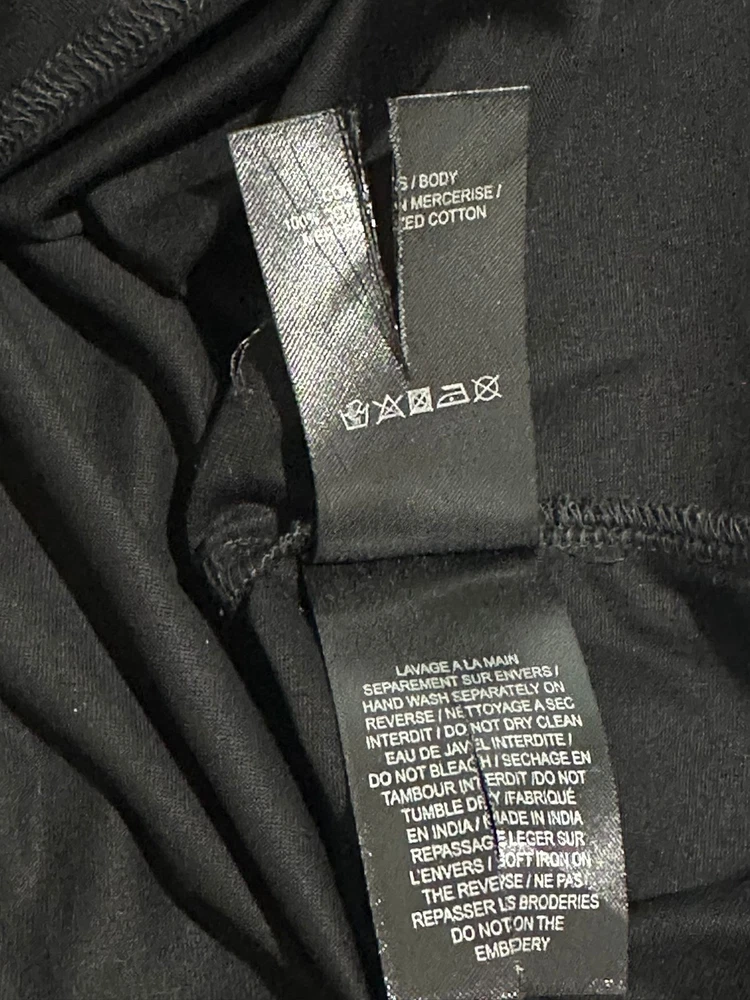 S / BODY
100%
MERCERISE /
COTTON
LAVAGE A LA MAIN
SEPAREMENT SUR ENVERS /
HAND WASH SEPARATELY ON
REVERSE / NETTOYAGE A SEC
INTERDIT / DO NOT DRY CLEAN
EAU DE JAVEL INTERDITE /
DO NOT BLEACH / SECHAGE EN
TAMBOUR INTERDIT /DO NOT
TUMBLE DRY /FABRIQUÉ
EN INDIA / MADE IN INDIA
REPASSAGE LEGER SUR
L'ENVERS / SOFT IRON ON
THE REVERSE / NE PAS
REPASSER LES BRODERIES
DO NOT ON THE